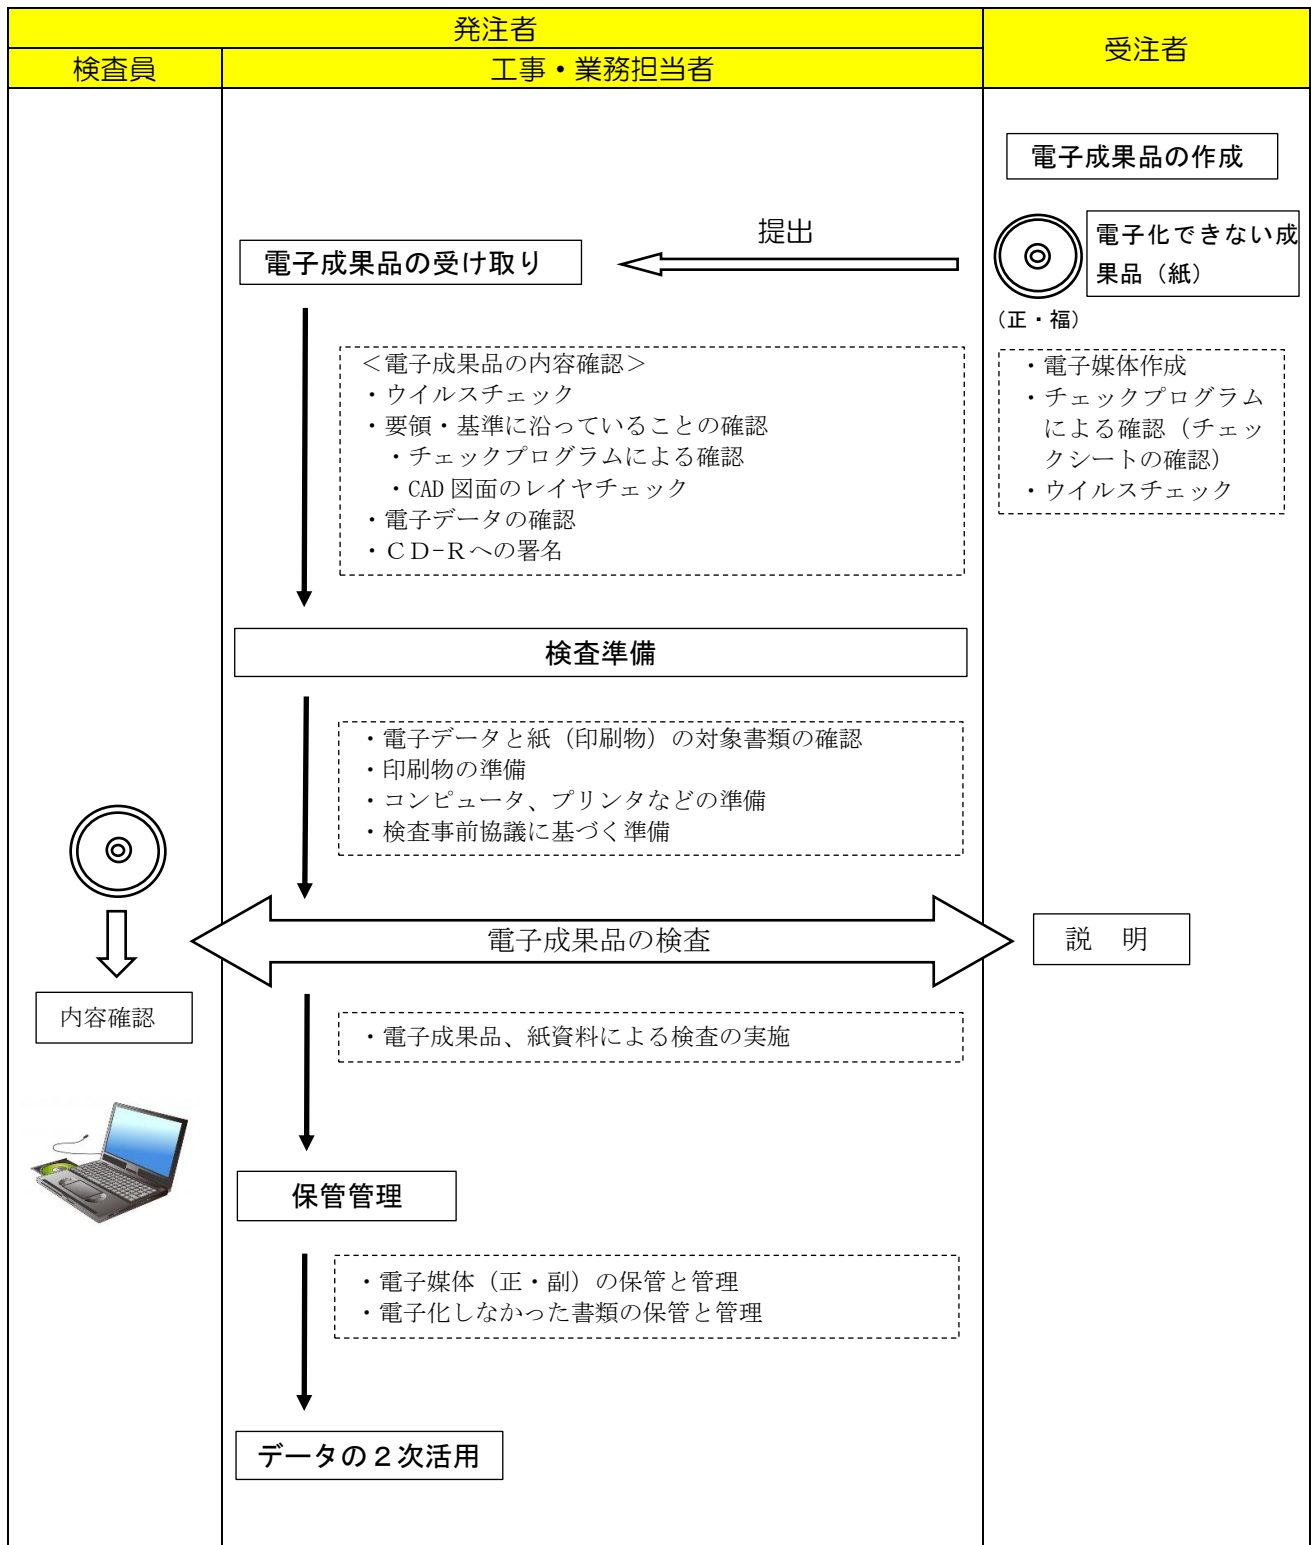 発注者
受注者
検査員
工事・業務担当者
電子成果品の作成
提出
電子成果品の受け取り
電子化できない成
果品（紙）
（正・福）
＜電子成果品の内容確認＞
・ウイルスチェック
・要領・基準に沿っていることの確認
・チェックプログラムによる確認
・CAD 図面のレイヤチェック
・電子データの確認
・ＣＤ−Ｒへの署名
・電子媒体作成
・チェックプログラム
による確認（チェッ
クシートの確認）
・ウイルスチェック
検査準備
・電子データと紙（印刷物）の対象書類の確認
・印刷物の準備
・コンピュータ、プリンタなどの準備
・検査事前協議に基づく準備
電子成果品の検査
説　明
内容確認
・電子成果品、紙資料による検査の実施
保管管理
・電子媒体（正・副）の保管と管理
・電子化しなかった書類の保管と管理
データの２次活用